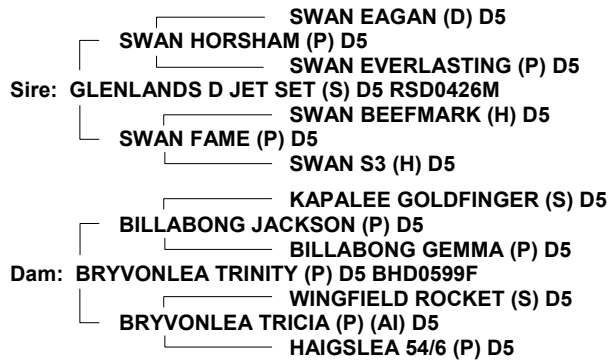 SWAN EAGAN (D) D5
SWAN HORSHAM (P) D5
SWAN EVERLASTING (P) D5
Sire: GLENLANDS D JET SET (S) D5 RSD0426M
SWAN BEEFMARK (H) D5
SWAN FAME (P) D5
SWAN S3 (H) D5
KAPALEE GOLDFINGER (S) D5
BILLABONG JACKSON (P) D5
BILLABONG GEMMA (P) D5
Dam: BRYVONLEA TRINITY (P) D5 BHD0599F
WINGFIELD ROCKET (S) D5
BRYVONLEA TRICIA (P) (AI) D5
HAIGSLEA 54/6 (P) D5